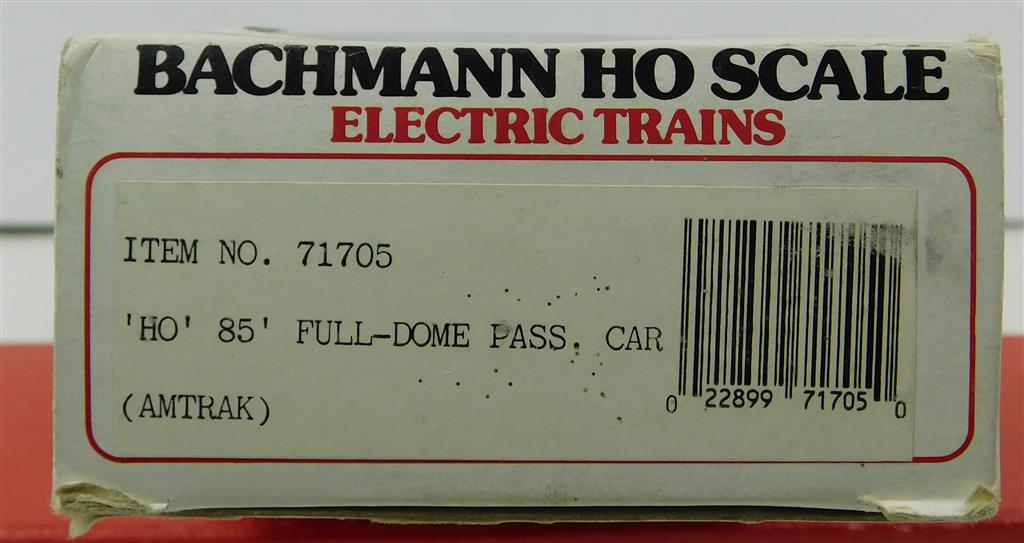 BACHMANN HO SCALE
ELECTRIC TRAINS
ITEM NO. 71705
'HO' 85' FULL-DOME PASS. CAR
(AMTRAK)
0 22899 71705 0